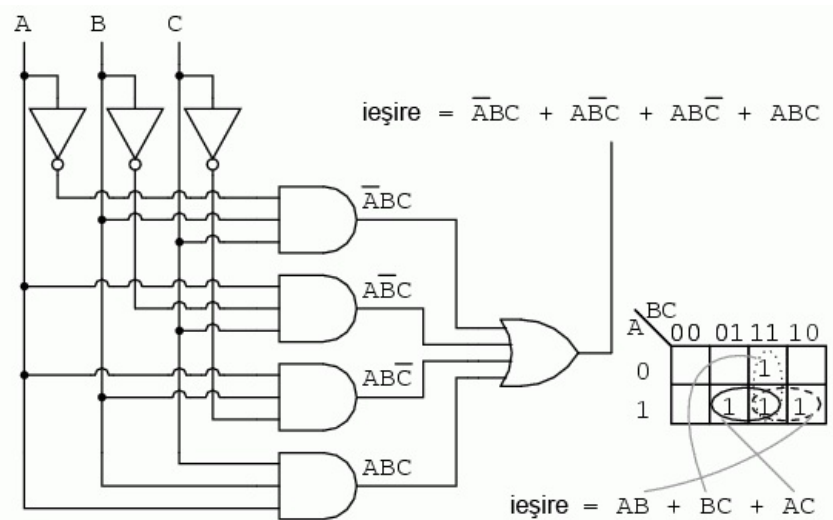 A B C
ieşire = A̅BC + AB̅C + ABC̅ + ABC
A̅BC
AB̅C
ABC̅
ABC
BC
A
00 01 11 10
0 1
1 1 1 1
ieşire = AB + BC + AC